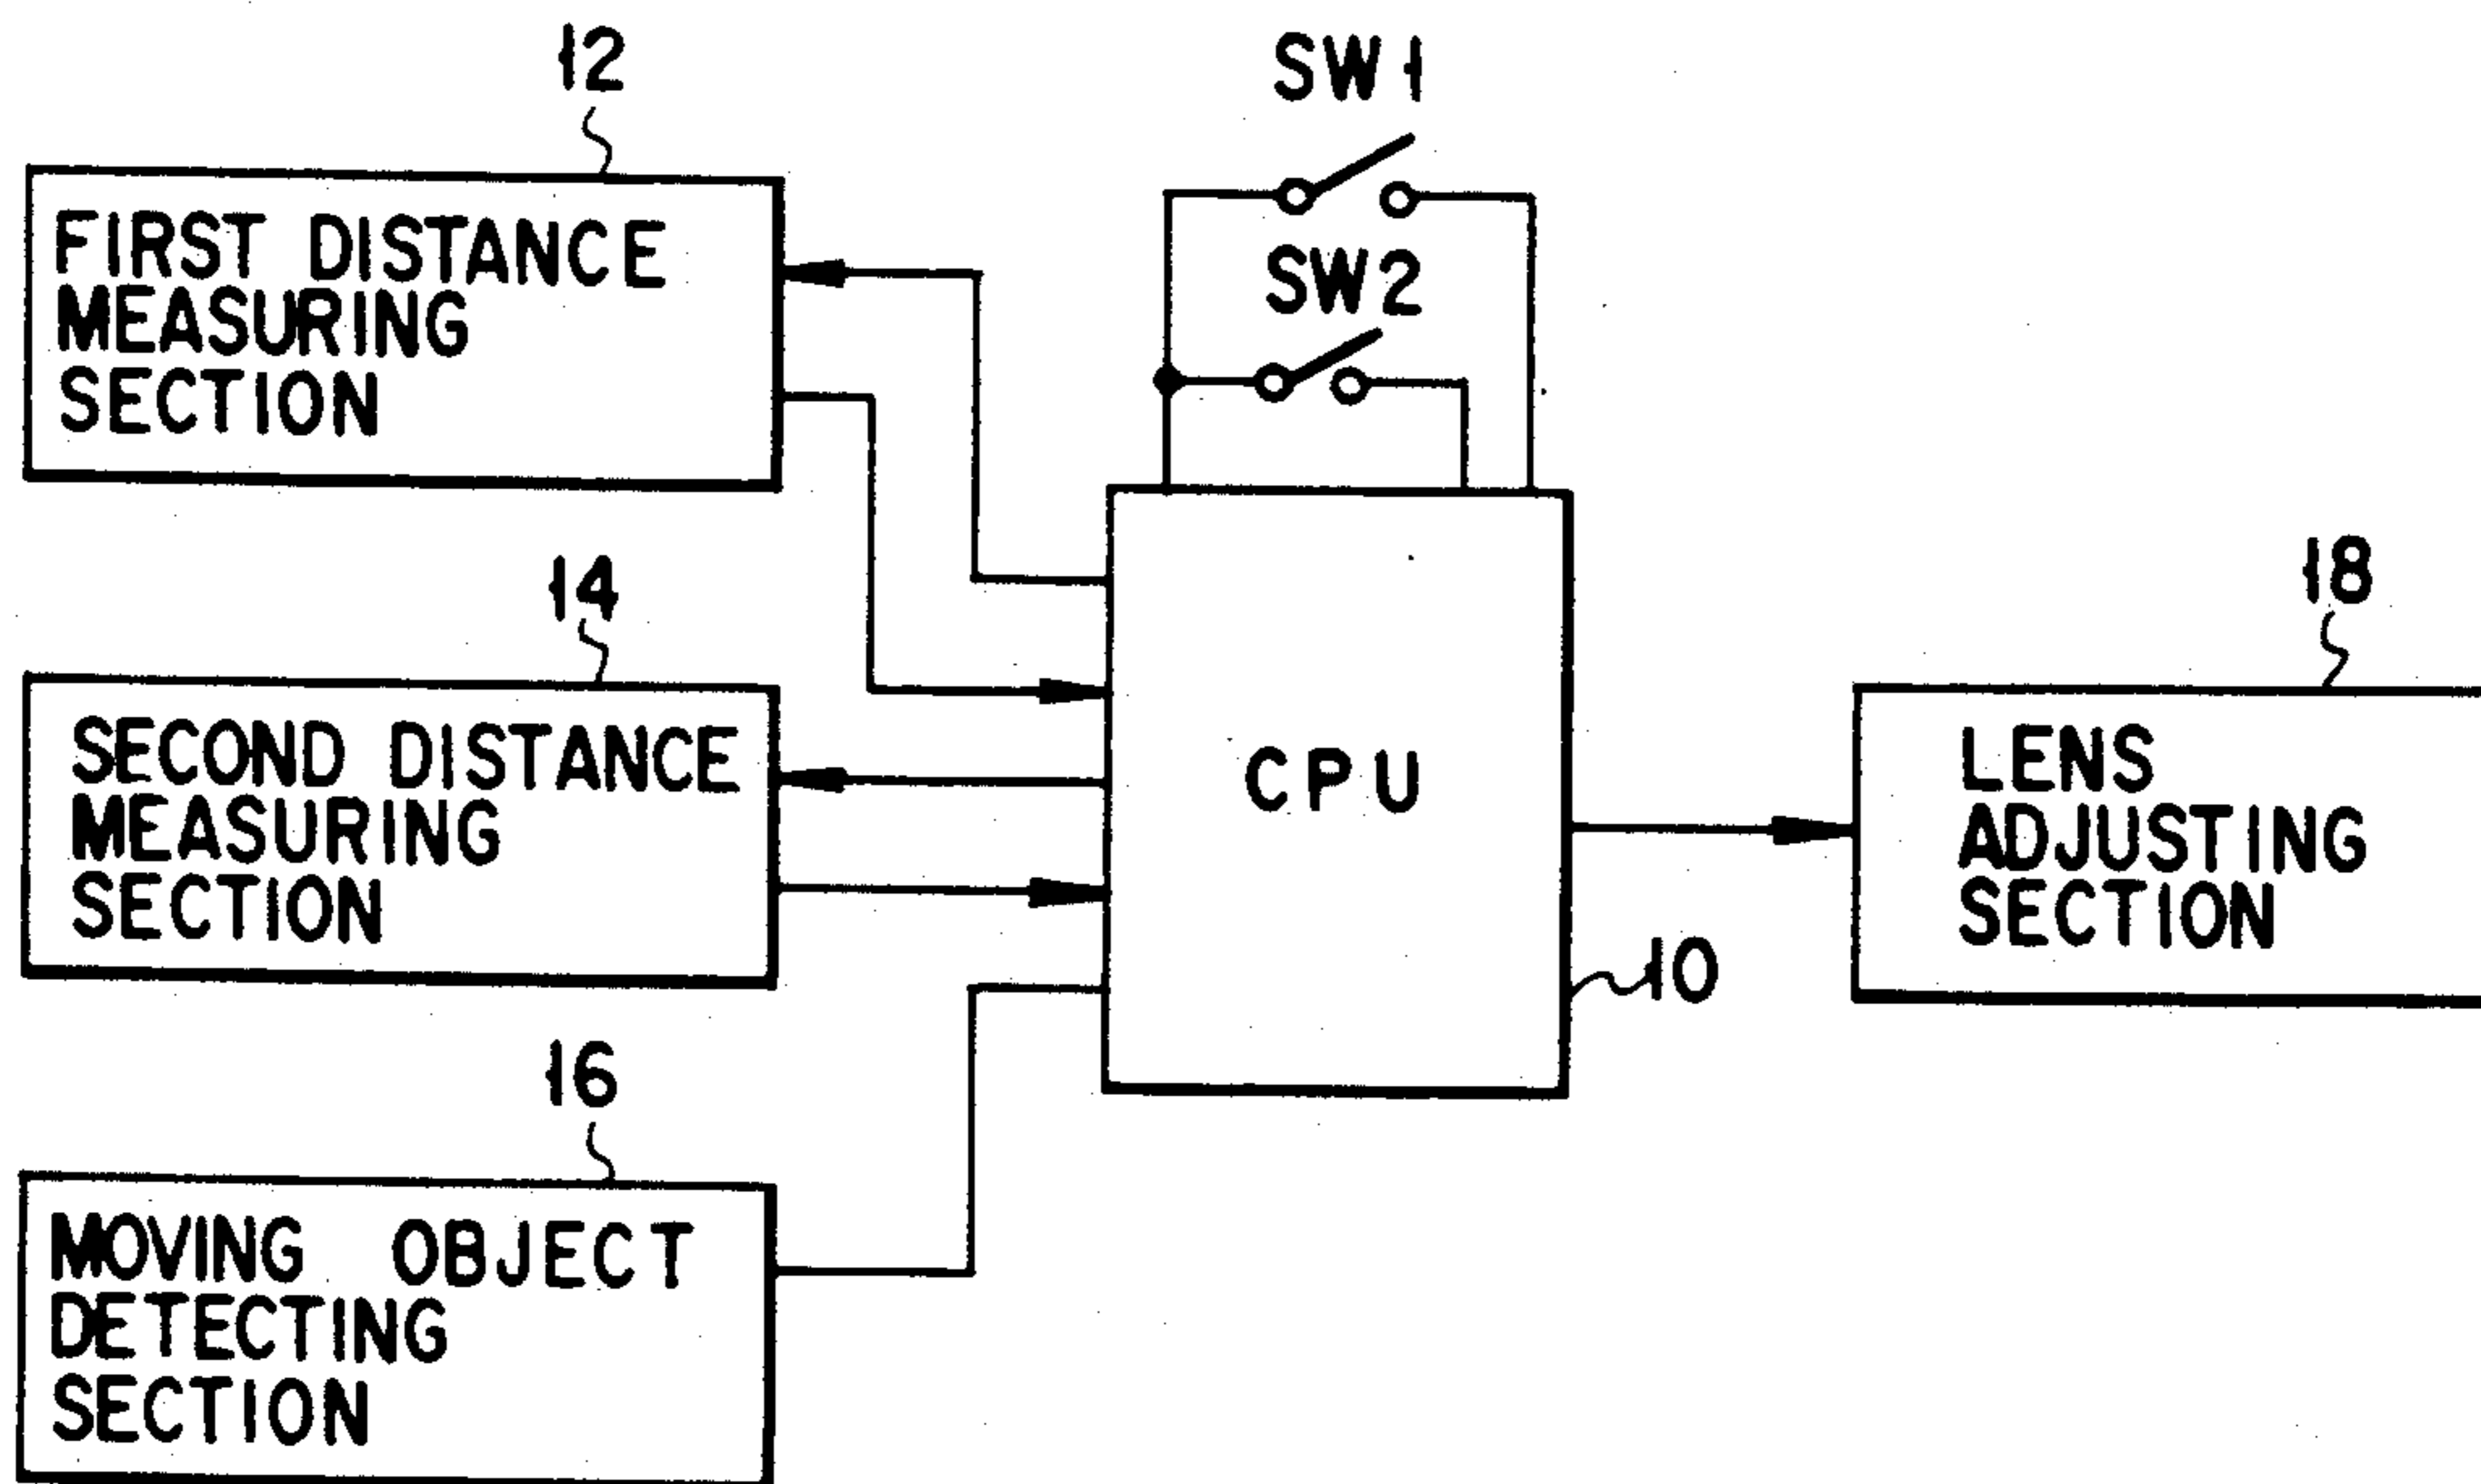 12
FIRST DISTANCE
MEASURING
SECTION
SW1
SW2
14
SECOND DISTANCE
MEASURING
SECTION
CPU
10
18
LENS
ADJUSTING
SECTION
16
MOVING OBJECT
DETECTING
SECTION